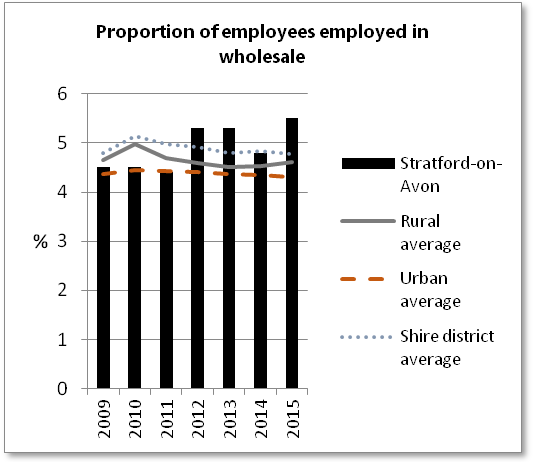 Proportion of employees employed in
wholesale
6
5
4
3
2
1
0
%
2009
2010
2011
2012
2013
2014
2015
Stratford-on-
Avon
Rural
average
Urban
average
Shire district
average